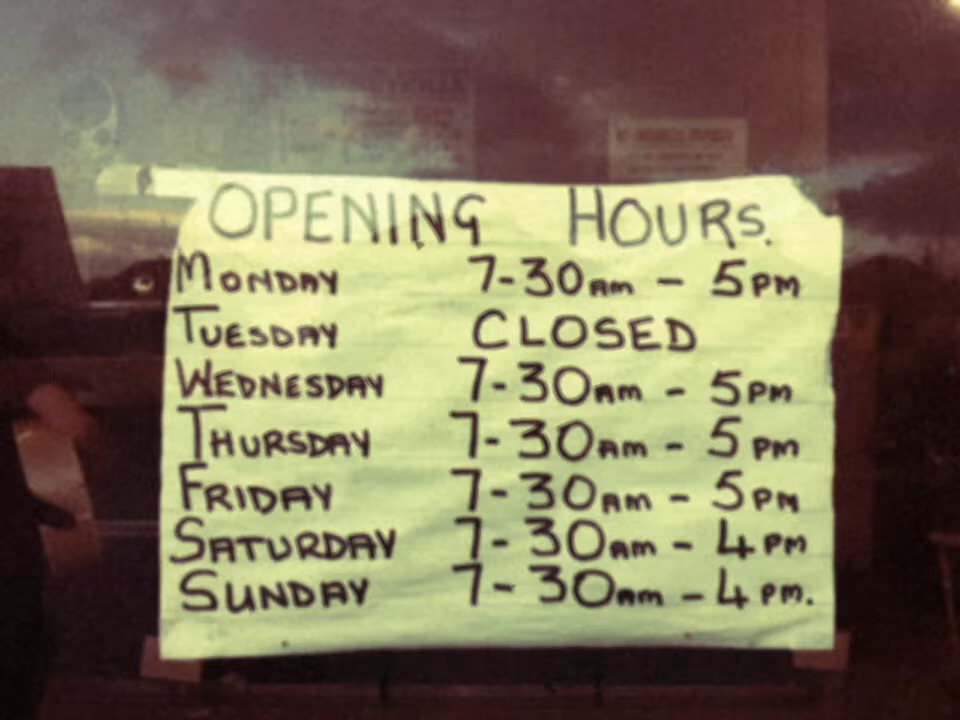 OPENING HOURS.
MONDAY 7-30am - 5pm
TUESDAY CLOSED
WEDNESDAY 7-30am - 5pm
THURSDAY 7-30am - 5pm
FRIDAY 7-30am - 5pm
SATURDAY 7-30am - 4pm
SUNDAY 7-30am - 4pm.